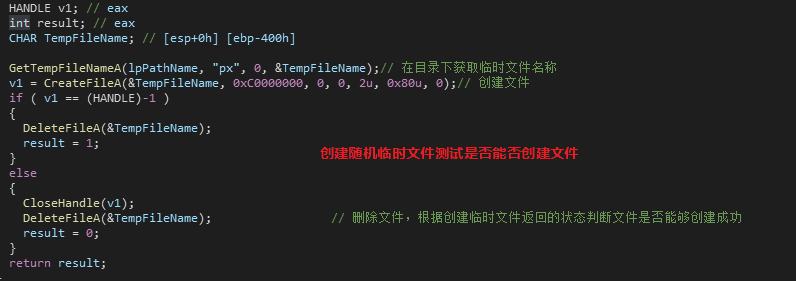 HANDLE v1; // eax
int result; // eax
CHAR TempFileName; // [esp+0h] [ebp-400h]
GetTempFileNameA(lpPathName, "px", 0, &TempFileName);// 在目录下获取临时文件名称
v1 = CreateFileA(&TempFileName, 0xC0000000, 0, 0, 2u, 0x80u, 0);// 创建文件
if ( v1 == (HANDLE)-1 )
{
DeleteFileA(&TempFileName);
result = 1;
}
创建随机临时文件测试是否能否创建文件
else
{
CloseHandle(v1);
DeleteFileA(&TempFileName); // 删除文件，根据创建临时文件返回的状态判断文件是否能够创建成功
result = 0;
}
return result;